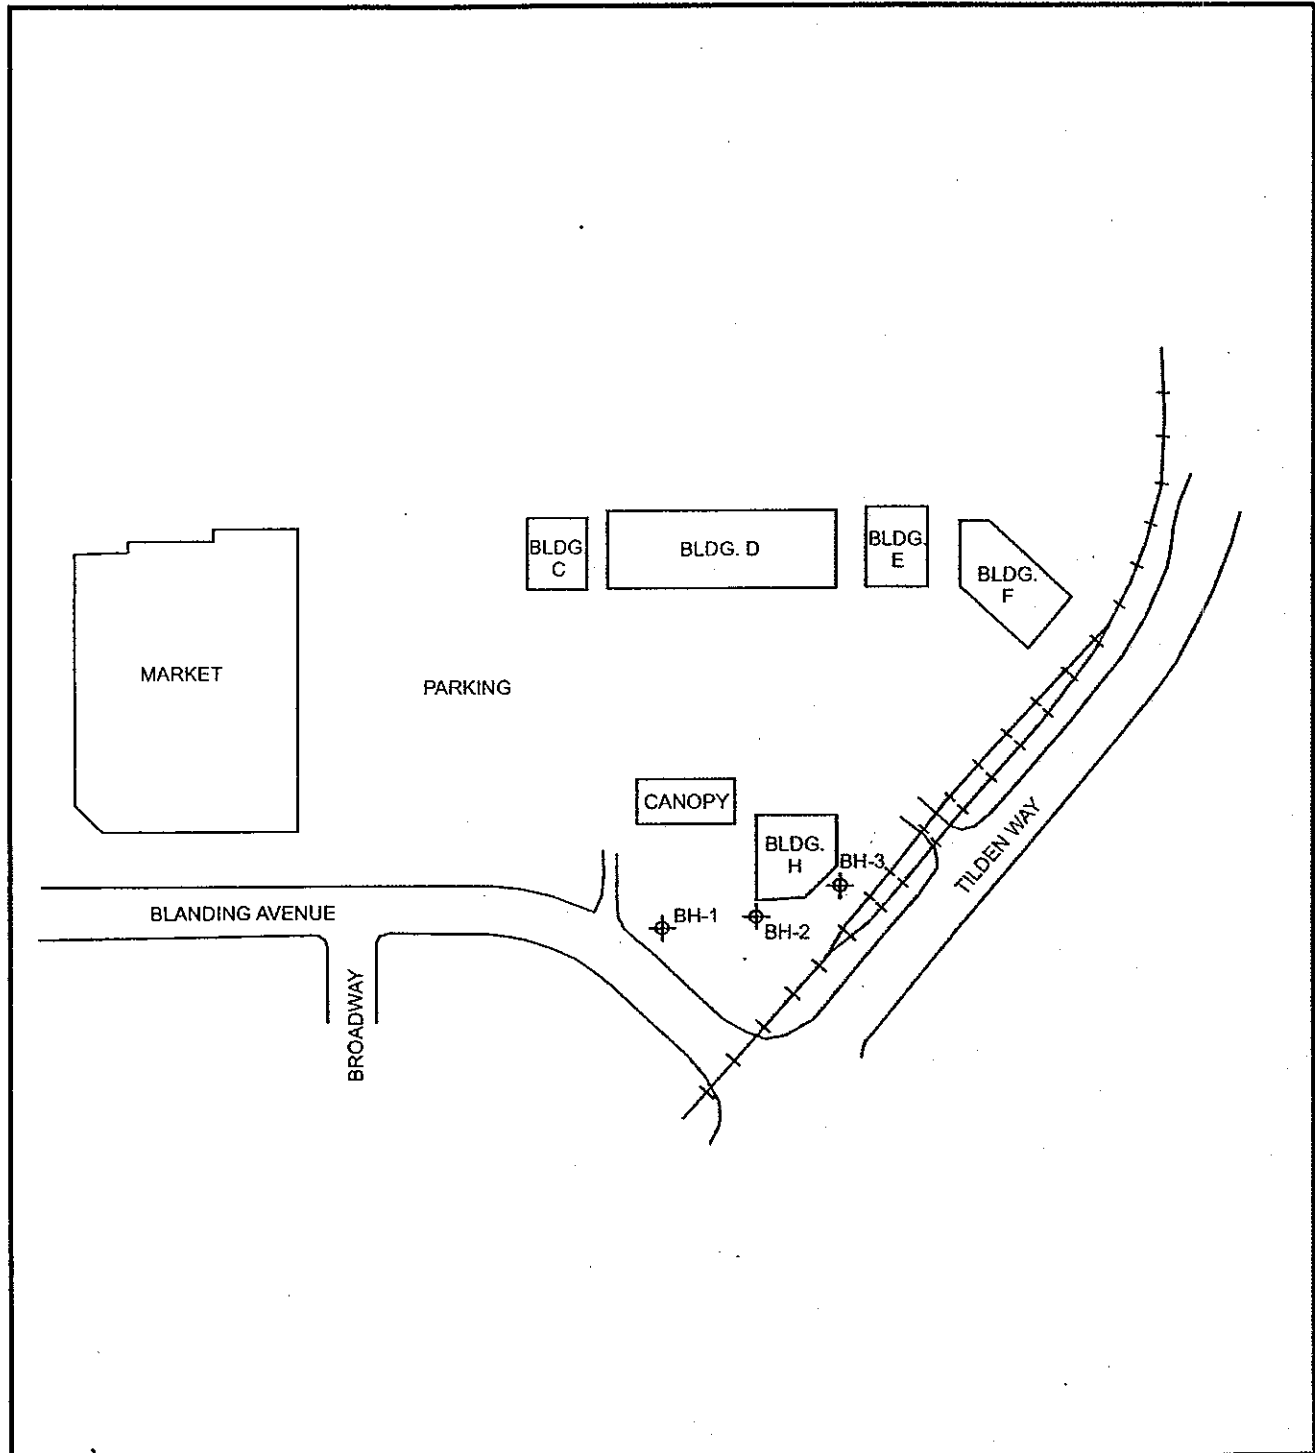 BLDG.
C
BLDG. D
BLDG.
E
BLDG.
F
MARKET
PARKING
CANOPY
BLDG.
H
BH-3
TILDEN WAY
BLANDING AVENUE
BH-1
BH-2
BROADWAY